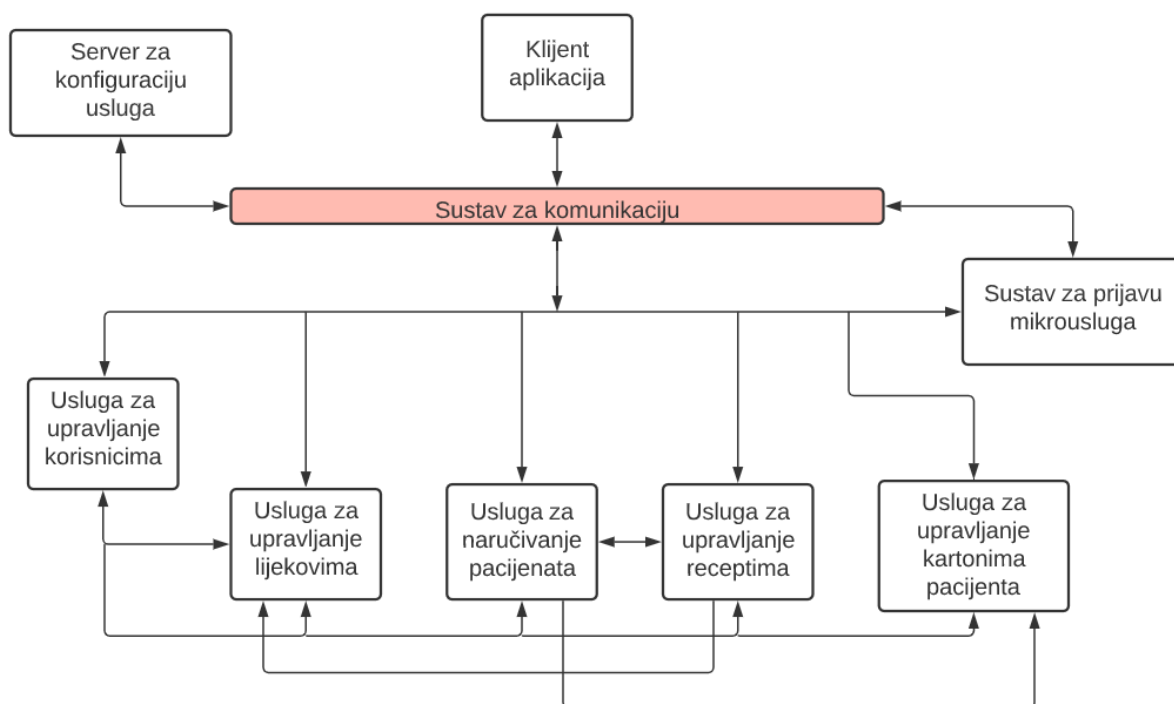 Server za
konfiguraciju
usluga
Klijent
aplikacija
Sustav za komunikaciju
Sustav za prijavu
mikrousluga
Usluga za
upravljanje
korisnicima
Usluga za
upravljanje
lijekovima
Usluga za
naručivanje
pacijenata
Usluga za
upravljanje
receptima
Usluga za
upravljanje
kartonima
pacijenta